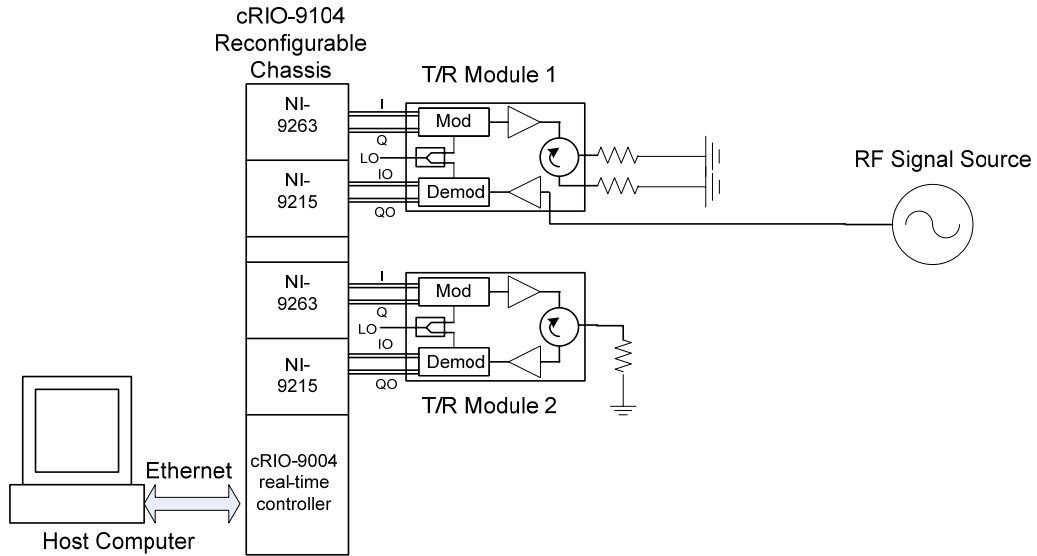 cRIO-9104
Reconfigurable
Chassis
T/R Module 1
NI-
9263
I
Q
Mod
LO
IO
NI-
9215
QO
Demod
RF Signal Source
NI-
9263
I
Q
Mod
LO
IO
NI-
9215
QO
Demod
T/R Module 2
cRIO-9004
real-time
controller
Ethernet
Host Computer